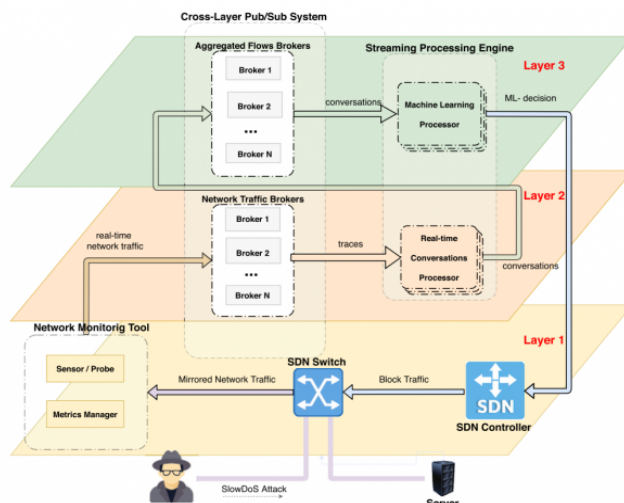 Cross-Layer Pub/Sub System
Aggregated Flows Brokers
Broker 1
Broker 2
...
Broker N
Streaming Processing Engine
Layer 3
conversations
Machine Learning
Processor
ML- decision
Network Traffic Brokers
Broker 1
Broker 2
...
Broker N
Layer 2
real-time
network traffic
traces
Real-time
Conversations
Processor
conversations
Network Monitorig Tool
Sensor / Probe
Metrics Manager
Layer 1
SDN Switch
Mirrored Network Traffic
Block Traffic
SDN
SDN Controller
SlowDoS Attack
Server